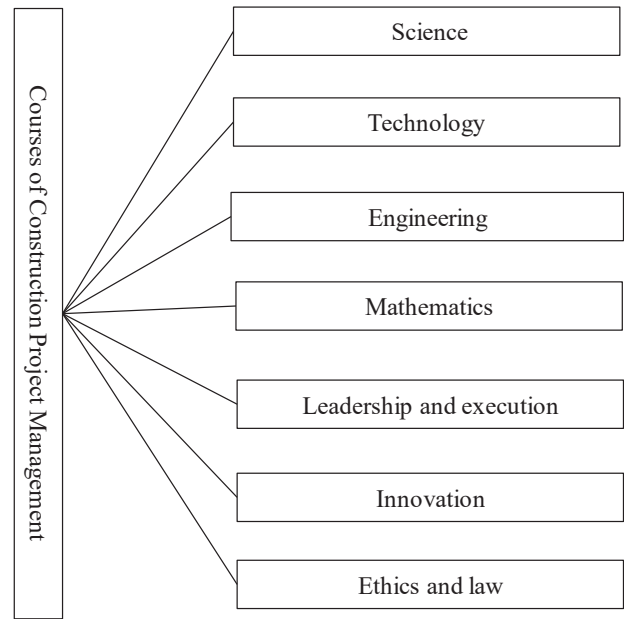 Courses of Construction Project Management
Science
Technology
Engineering
Mathematics
Leadership and execution
Innovation
Ethics and law